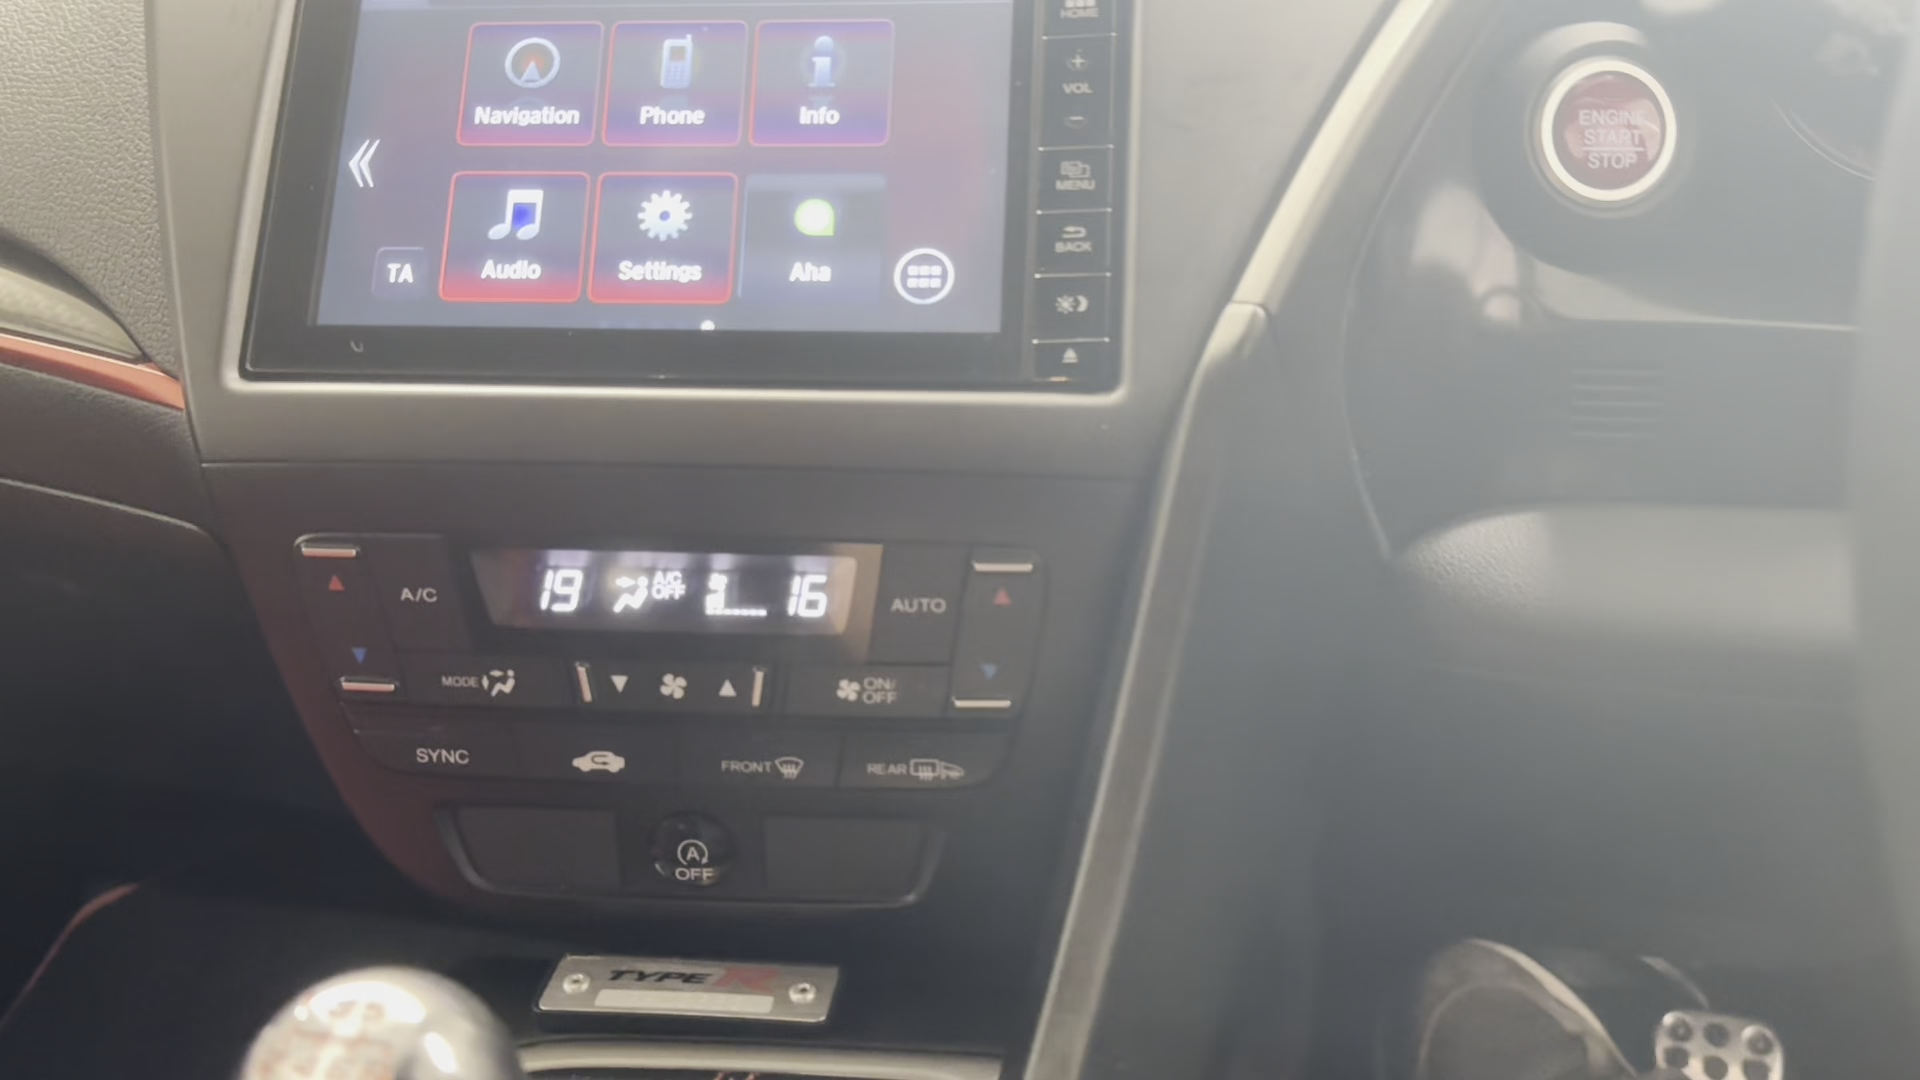 HOME
Navigation
Phone
Info
VOL
ENGINE
START
STOP
MENU
BACK
TA
Audio
Settings
Aha
A/C
19
A/C
OFF
16
AUTO
MODE
ON/
OFF
SYNC
FRONT
REAR
A
OFF
TYPE R